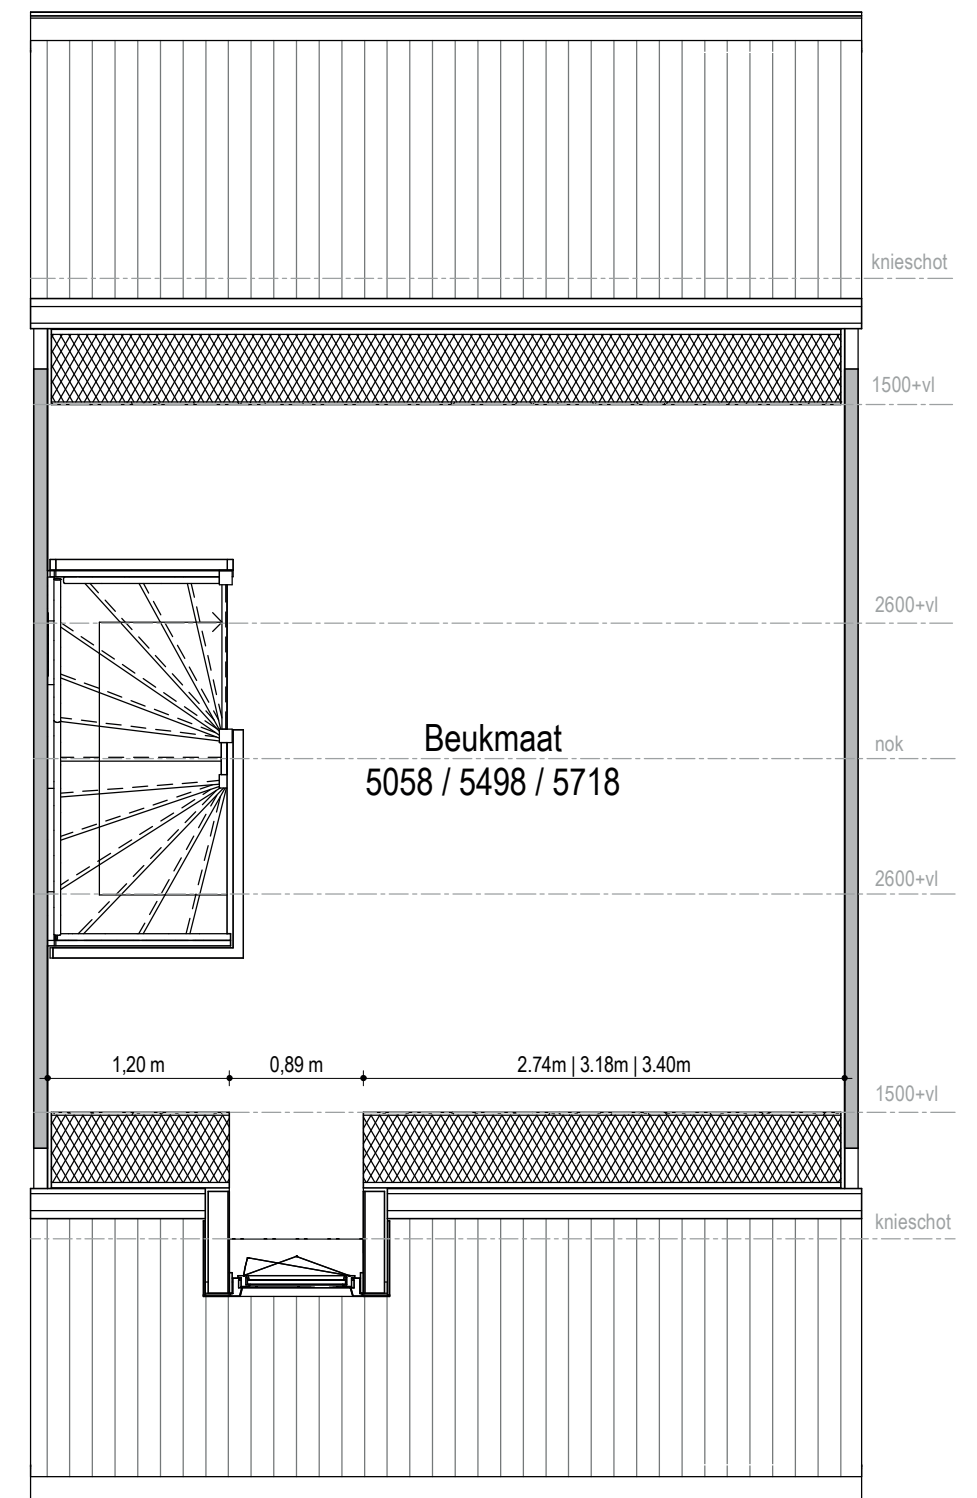 knieschot
1500+vl
2600+vl
Beukmaat
nok
5058 / 5498 / 5718
2600+vl
1,20 m 0,89 m 2.74m | 3.18m | 3.40m
1500+vl
knieschot